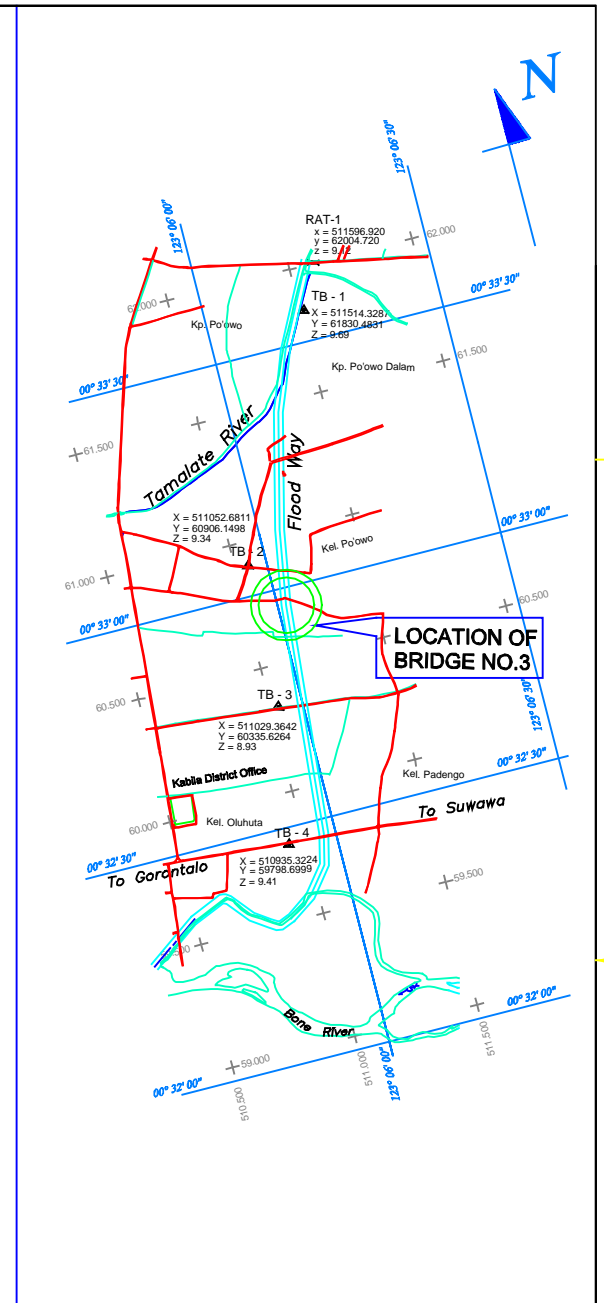 N
123° 06' 30"
123° 06' 00"
RAT-1
x = 511596.920
y = 62004.720
62.000
00° 33' 30"
TB - 1
X = 511514.3287
Y = 61830.4831
Z = 9.69
Kp. Po'owo
Kp. Po'owo Dalam
61.500
00° 33' 30"
61.500
Tamalate River
Flood Way
X = 511052.6811
Y = 60906.1498
Z = 9.34
TB - 2
Kel. Po'owo
00° 33' 00"
61.000
60.500
00° 33' 00"
LOCATION OF
BRIDGE NO.3
123° 06' 30"
60.500
TB - 3
X = 511029.3642
Y = 60335.6264
Z = 8.93
00° 32' 30"
Kabila District Office
Kel. Padengo
To Suwawa
60.000
Kel. Oluhuta
TB - 4
00° 32' 30"
To Gorontalo
X = 510935.3224
Y = 59798.6999
Z = 9.41
59.500
00° 32' 00"
Bone River
511.500
59.000
511.000
123° 06' 00"
00° 32' 00"
510.500